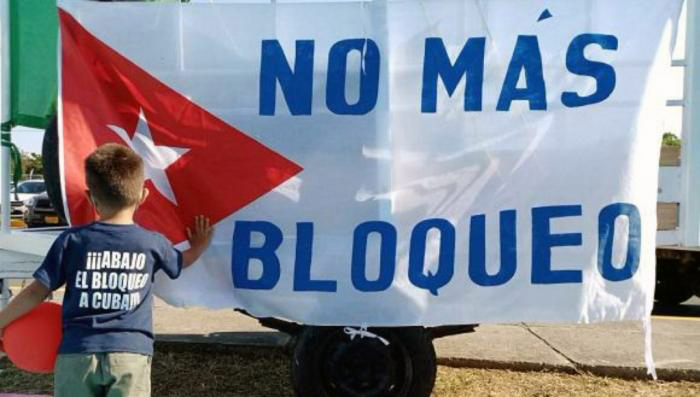 NO MÁS
BLOQUEO
¡¡¡ABAJO
EL BLOQUEO
A CUBA!!!